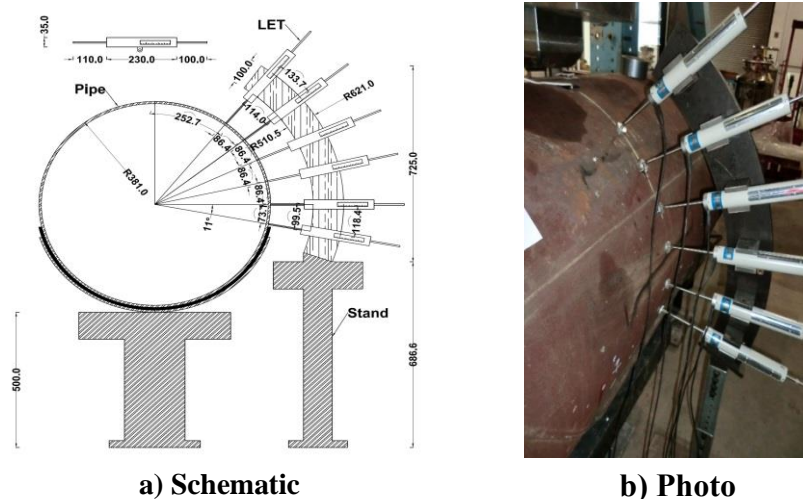 35.0
LET
110.0
230.0
100.0
100.0
133.7
Pipe
R621.0
114.0
252.7
R510.5
86.4
86.4
86.4
R381.0
86.4
725.0
73.1
99.5
118.4
11°
Stand
500.0
686.6
a) Schematic
b) Photo